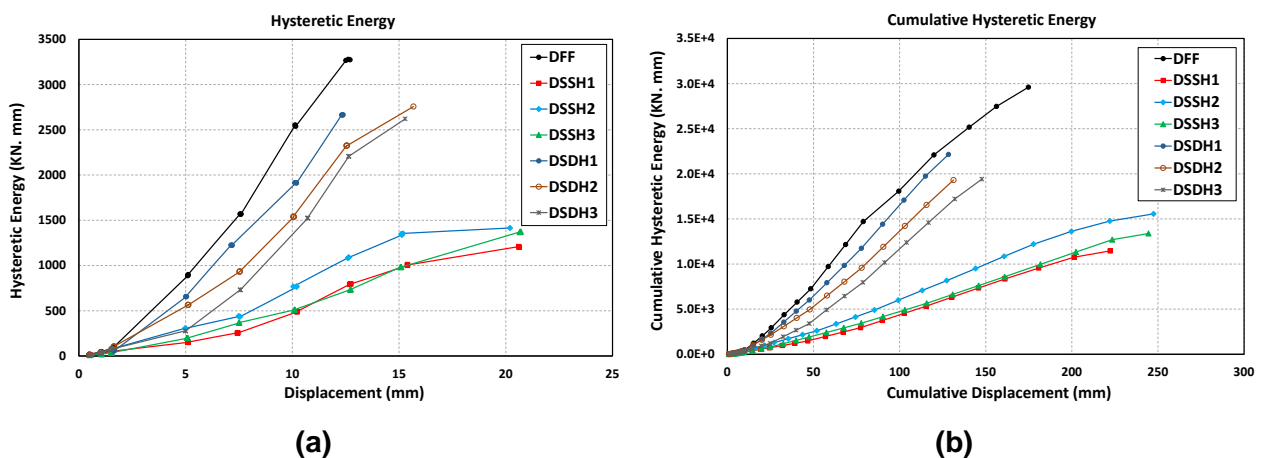 Hysteretic Energy
Hysteretic Energy (KN. mm)
3500
3000
2500
2000
1500
1000
500
0
0 5 10 15 20 25
Displacement (mm)
DFF
DSSH1
DSSH2
DSSH3
DSDH1
DSDH2
DSDH3
(a)
Cumulative Hysteretic Energy
Cumulative Hysteretic Energy (KN. mm)
3.5E+4
3.0E+4
2.5E+4
2.0E+4
1.5E+4
1.0E+4
5.0E+3
0.0E+3
0 50 100 150 200 250 300
Cumulative Displacement (mm)
DFF
DSSH1
DSSH2
DSSH3
DSDH1
DSDH2
DSDH3
(b)